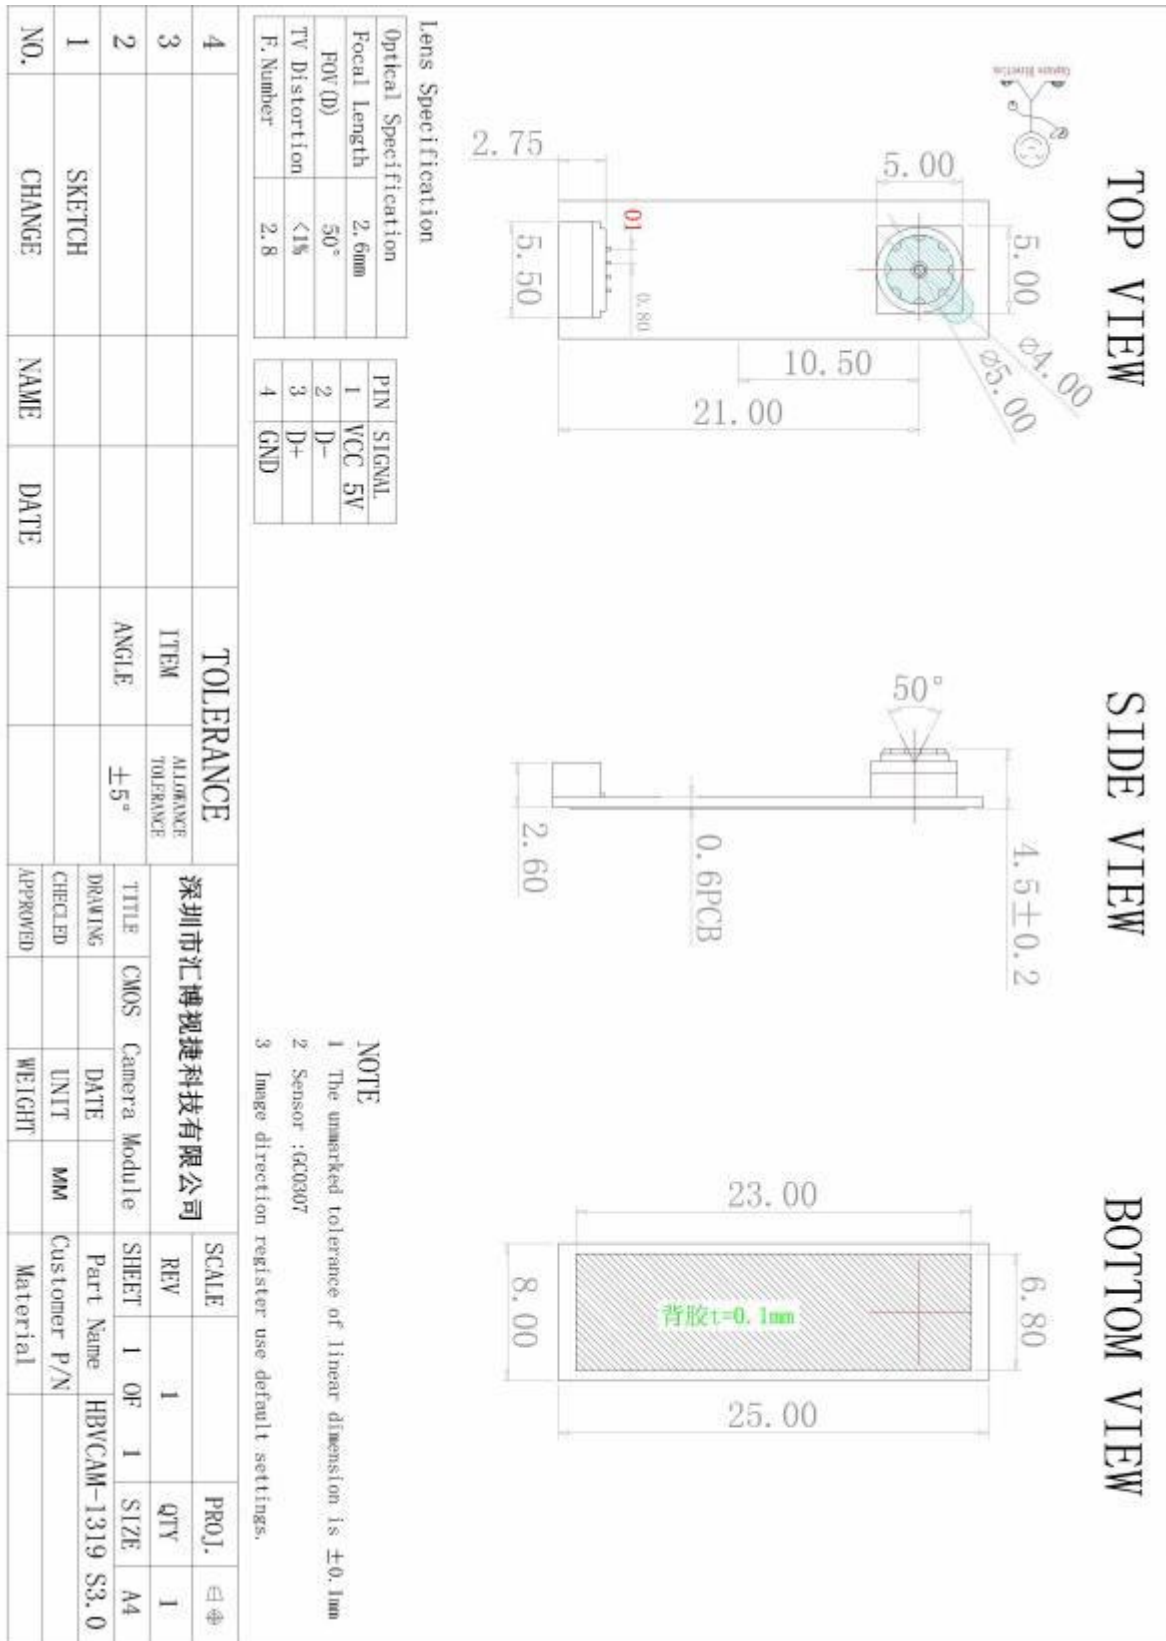 TOP VIEW
SIDE VIEW
BOTTOM VIEW
Capture Direction
5.00
5.00
ø4.00
ø5.00
2.75
01
0.80
5.50
10.50
21.00
50°
4.5±0.2
0.6PCB
2.60
23.00
6.80
背胶t=0.1mm
8.00
25.00
Lens Specification
Optical Specification
Focal Length 2.6mm
FOV(D) 50°
TV Distortion <1%
F.Number 2.8
PIN SIGNAL
1 VCC 5V
2 D-
3 D+
4 GND
NOTE
1 The unmarked tolerance of linear dimension is ±0.1mm
2 Sensor :GC0307
3 Image direction register use default settings.
4
3
2
1 SKETCH
NO. CHANGE NAME DATE
TOLERANCE
ITEM ALLOWANCE TOLERANCE
ANGLE ±5°
深圳市汇博视捷科技有限公司
SCALE PROJ.
REV 1 QTY 1
TITLE CMOS Camera Module SHEET 1 OF 1 SIZE A4
DRAWING DATE Part Name HBVCAM-1319 S3.0
CHECLED UNIT MM Customer P/N
APPROVED WEIGHT Material